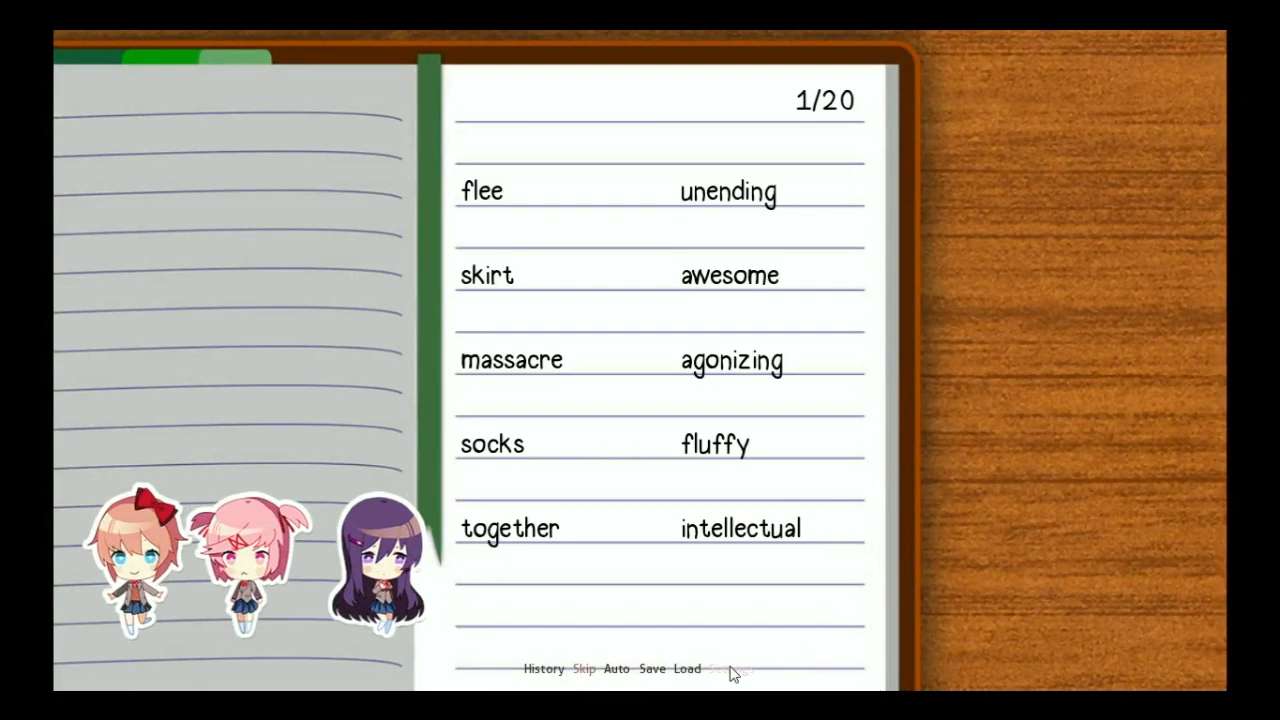 1/20
flee unending
skirt awesome
massacre agonizing
socks fluffy
together intellectual
History Skip Auto Save Load